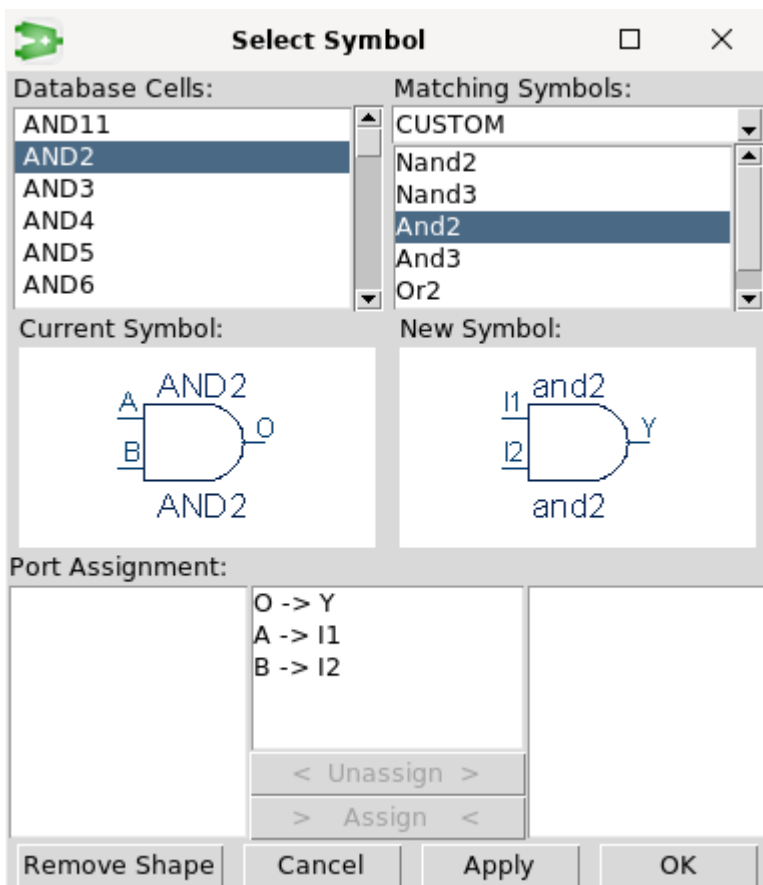 Select Symbol
Database Cells:
AND11
AND2
AND3
AND4
AND5
AND6
Matching Symbols:
CUSTOM
Nand2
Nand3
And2
And3
Or2
Current Symbol:
AND2
A
B
O
AND2
New Symbol:
and2
I1
I2
Y
and2
Port Assignment:
O -> Y
A -> I1
B -> I2
< Unassign >
> Assign <
Remove Shape
Cancel
Apply
OK